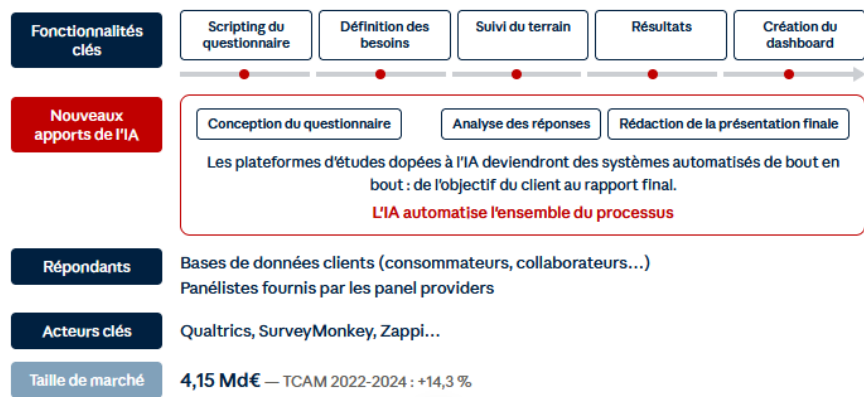 Fonctionnalités
clés
Scripting du
questionnaire
Définition des
besoins
Suivi du terrain
Résultats
Création du
dashboard
Nouveaux
apports de l'IA
Conception du questionnaire
Analyse des réponses
Rédaction de la présentation finale
Les plateformes d'études dopées à l'IA deviendront des systèmes automatisés de bout en
bout : de l'objectif du client au rapport final.
L'IA automatise l'ensemble du processus
Répondants
Bases de données clients (consommateurs, collaborateurs…)
Panélistes fournis par les panel providers
Acteurs clés
Qualtrics, SurveyMonkey, Zappi…
Taille de marché
4,15 Md€ — TCAM 2022-2024 : +14,3 %